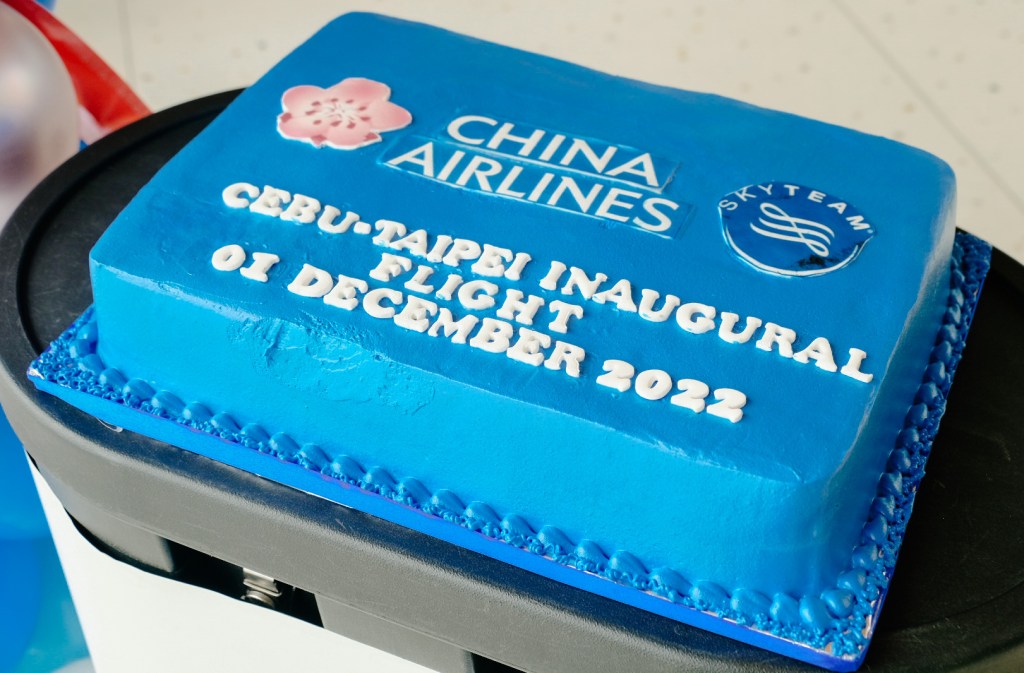 CHINA
AIRLINES
SKYTEAM
CEBU-TAIPEI INAUGURAL
FLIGHT
01 DECEMBER 2022